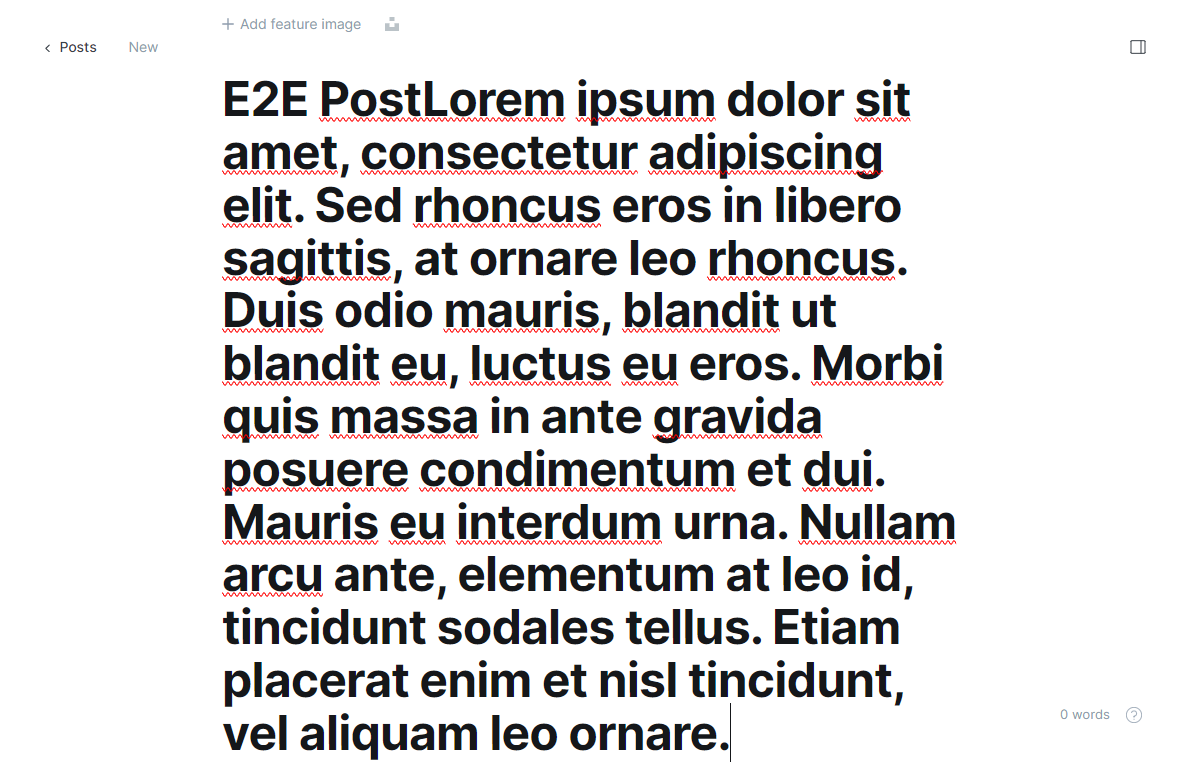 + Add feature image
< Posts New
E2E PostLorem ipsum dolor sit
amet, consectetur adipiscing
elit. Sed rhoncus eros in libero
sagittis, at ornare leo rhoncus.
Duis odio mauris, blandit ut
blandit eu, luctus eu eros. Morbi
quis massa in ante gravida
posuere condimentum et dui.
Mauris eu interdum urna. Nullam
arcu ante, elementum at leo id,
tincidunt sodales tellus. Etiam
placerat enim et nisl tincidunt,
vel aliquam leo ornare.
0 words ?